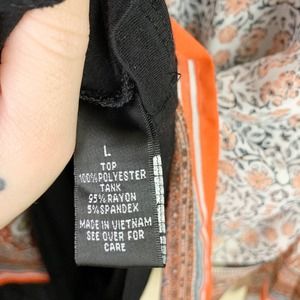 L
TOP
100%POLYESTER
TANK
95%RAYON
5%SPANDEX
MADE IN VIETNAM
SEE OVER FOR
CARE